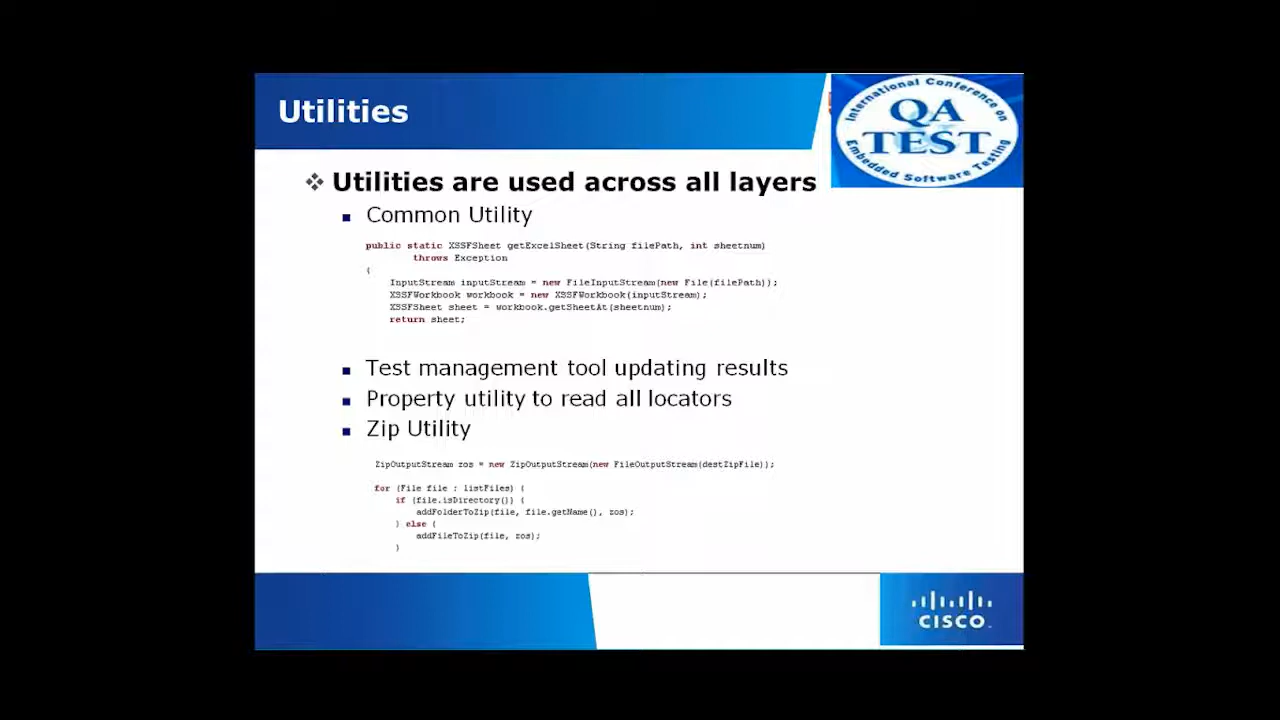 Utilities
International Conference on
QA
&
TEST
Embedded Software Testing
Utilities are used across all layers
Common Utility
public static XSSFSheet getExcelSheet(String filePath, int sheetnum)
throws Exception
{
InputStream inputStream = new FileInputStream(new File(filePath));
XSSFWorkbook workbook = new XSSFWorkbook(inputStream);
XSSFSheet sheet = workbook.getSheetAt(sheetnum);
return sheet;
Test management tool updating results
Property utility to read all locators
Zip Utility
ZipOutputStream zos = new ZipOutputStream(new FileOutputStream(destZipFile));
for (File file : listFiles) {
if (file.isDirectory()) {
addFolderToZip(file, file.getName(), zos);
} else {
addFileToZip(file, zos);
}
CISCO